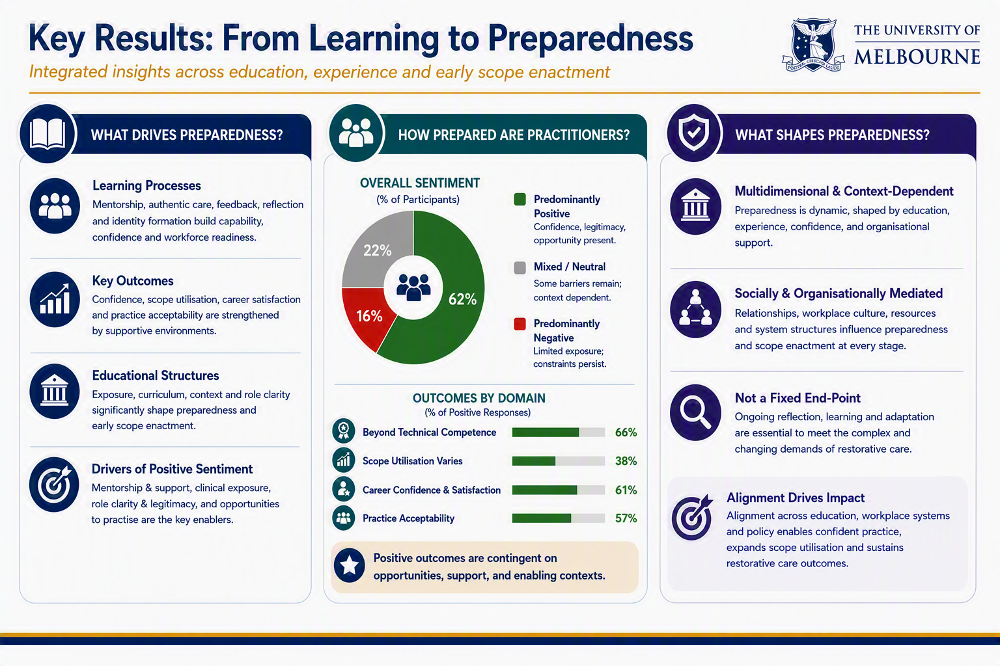 Key Results: From Learning to Preparedness
Integrated insights across education, experience and early scope enactment
THE UNIVERSITY OF
MELBOURNE
WHAT DRIVES PREPAREDNESS?
Learning Processes
Mentorship, authentic care, feedback, reflection
and identity formation build capability,
confidence and workforce readiness.
Key Outcomes
Confidence, scope utilisation, career satisfaction
and practice acceptability are strengthened
by supportive environments.
Educational Structures
Exposure, curriculum, context and role clarity
significantly shape preparedness and
early scope enactment.
Drivers of Positive Sentiment
Mentorship & support, clinical exposure,
role clarity & legitimacy, and opportunities
to practise are the key enablers.
HOW PREPARED ARE PRACTITIONERS?
OVERALL SENTIMENT
(% of Participants)
22%
62%
16%
Predominantly
Positive
Confidence, legitimacy,
opportunity present.
Mixed / Neutral
Some barriers remain;
context dependent.
Predominantly
Negative
Limited exposure;
constraints persist.
OUTCOMES BY DOMAIN
(% of Positive Responses)
Beyond Technical Competence 66%
Scope Utilisation Varies 38%
Career Confidence & Satisfaction 61%
Practice Acceptability 57%
Positive outcomes are contingent on
opportunities, support, and enabling contexts.
WHAT SHAPES PREPAREDNESS?
Multidimensional & Context-Dependent
Preparedness is dynamic, shaped by education,
experience, confidence, and organisational
support.
Socially & Organisationally Mediated
Relationships, workplace culture, resources
and system structures influence preparedness
and scope enactment at every stage.
Not a Fixed End-Point
Ongoing reflection, learning and adaptation
are essential to meet the complex and
changing demands of restorative care.
Alignment Drives Impact
Alignment across education, workplace systems
and policy enables confident practice,
expands scope utilisation and sustains
restorative care outcomes.